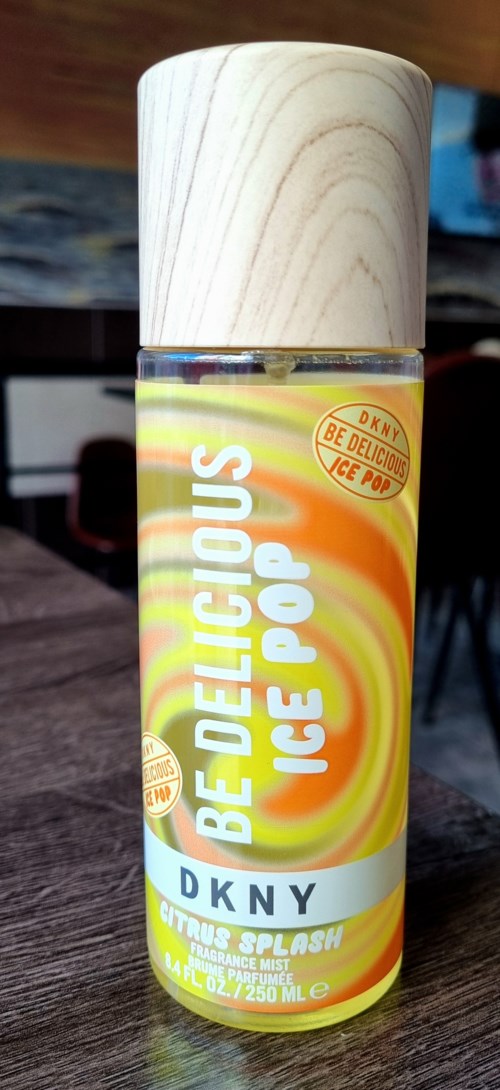 DKNY
BE DELICIOUS
ICE POP
BE DELICIOUS
ICE POP
DELICIOUS
ICE POP
DKNY
CITRUS SPLASH
FRAGRANCE MIST
BRUME PARFUMÉE
8.4 FL. OZ. / 250 ML ℮